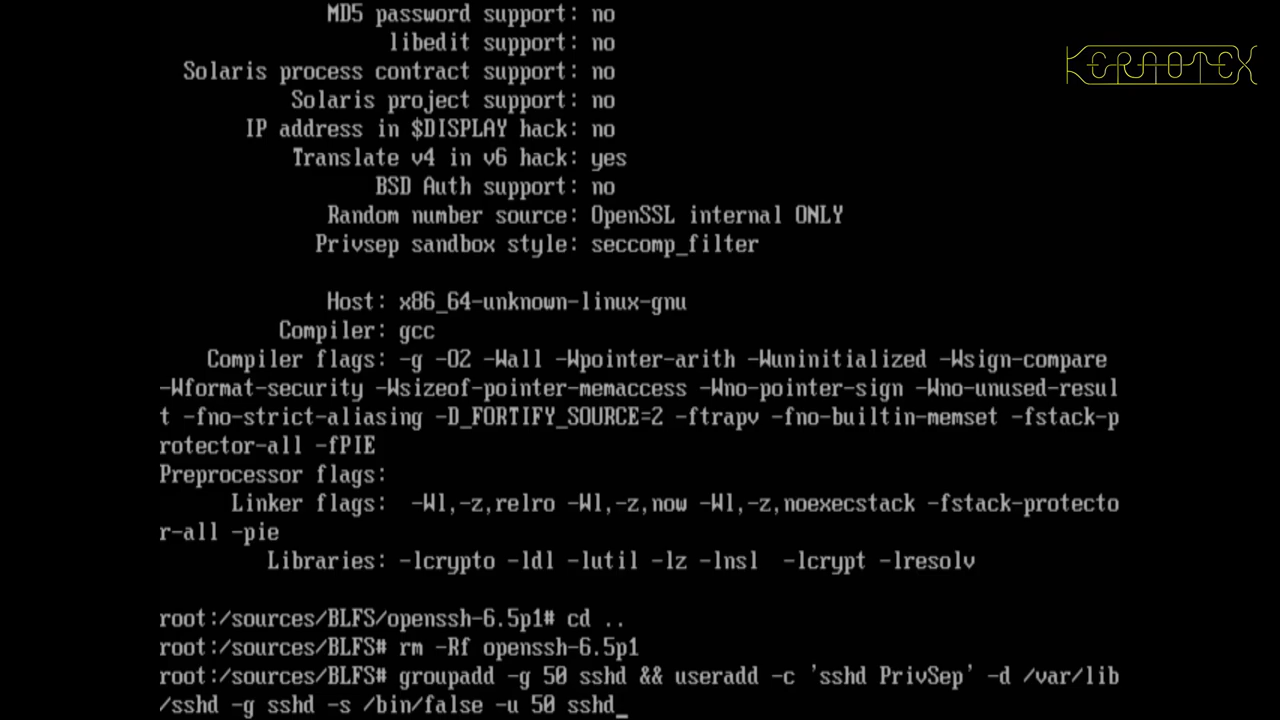 MD5 password support: no
KERNOTEX
libedit support: no
Solaris process contract support: no
Solaris project support: no
IP address in $DISPLAY hack: no
Translate v4 in v6 hack: yes
BSD Auth support: no
Random number source: OpenSSL internal ONLY
Privsep sandbox style: seccomp_filter
Host: x86_64-unknown-linux-gnu
Compiler: gcc
Compiler flags: -g -O2 -Wall -Wpointer-arith -Wuninitialized -Wsign-compare
-Wformat-security -Wsizeof-pointer-memaccess -Wno-pointer-sign -Wno-unused-resul
t -fno-strict-aliasing -D_FORTIFY_SOURCE=2 -ftrapv -fno-builtin-memset -fstack-p
rotector-all -fPIE
Preprocessor flags:
Linker flags:  -Wl,-z,relro -Wl,-z,now -Wl,-z,noexecstack -fstack-protecto
r-all -pie
Libraries: -lcrypto -ldl -lutil -lz -lnsl  -lcrypt -lresolv
root:/sources/BLFS/openssh-6.5p1# cd ..
root:/sources/BLFS# rm -Rf openssh-6.5p1
root:/sources/BLFS# groupadd -g 50 sshd && useradd -c 'sshd PrivSep' -d /var/lib
/sshd -g sshd -s /bin/false -u 50 sshd_